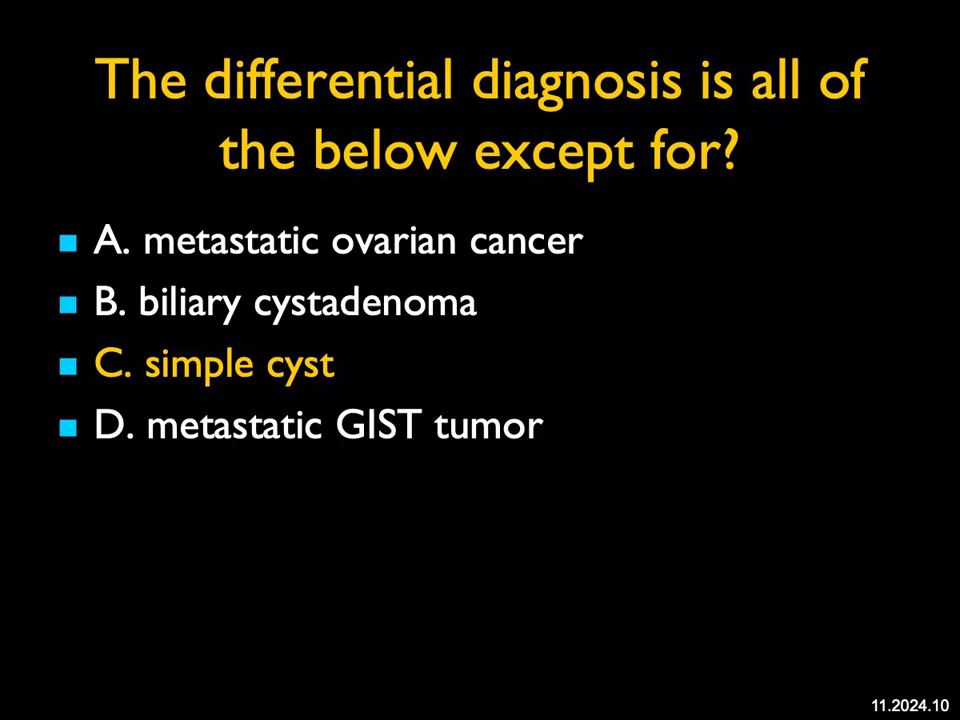 The differential diagnosis is all of
the below except for?
A. metastatic ovarian cancer
B. biliary cystadenoma
C. simple cyst
D. metastatic GIST tumor
11.2024.10